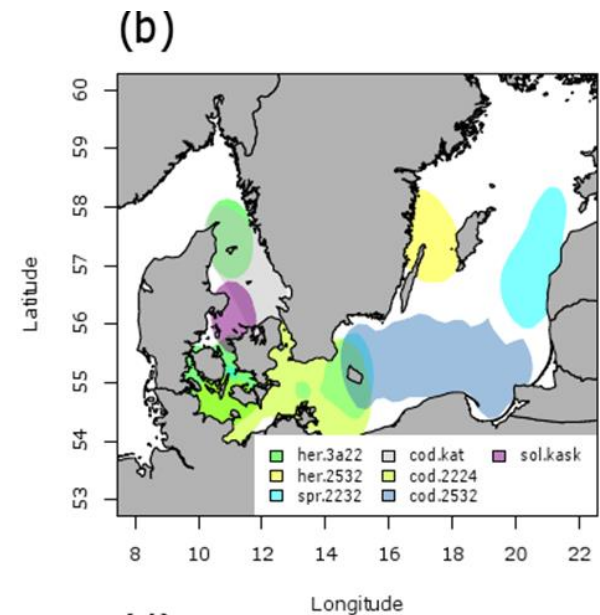 (b)
60
59
58
57
56
55
54
53
Latitude
her.3a22 cod.kat sol.kask
her.2532 cod.2224
spr.2232 cod.2532
8 10 12 14 16 18 20 22
Longitude